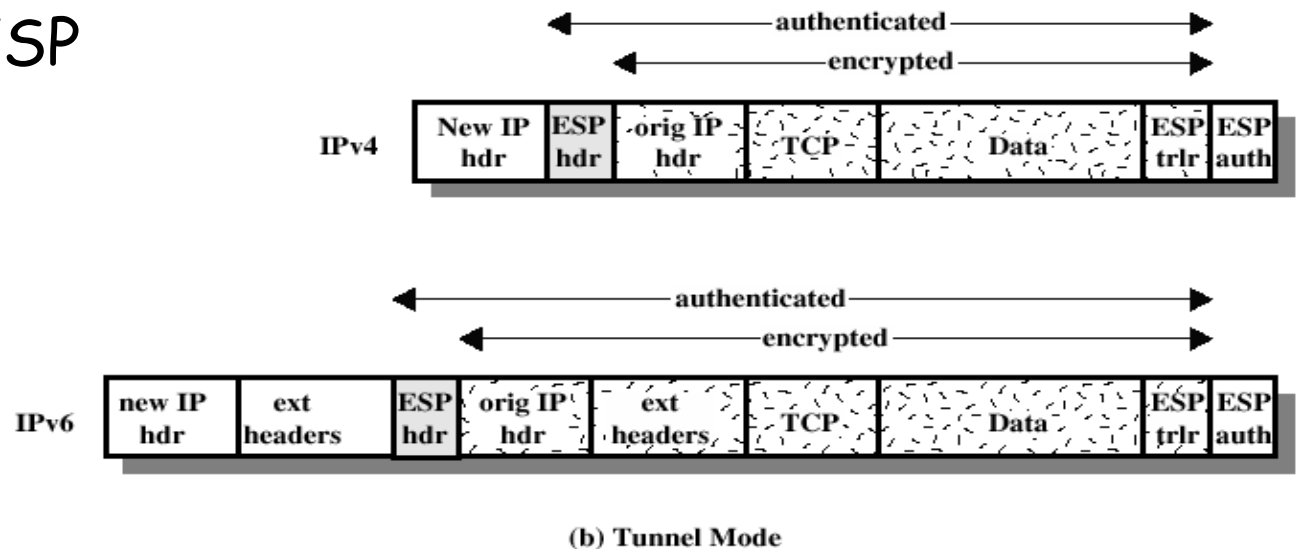 ESP
authenticated
encrypted
IPv4
New IP hdr
ESP hdr
orig IP hdr
TCP
Data
ESP trlr
ESP auth
authenticated
encrypted
IPv6
new IP hdr
ext headers
ESP hdr
orig IP hdr
ext headers
TCP
Data
ESP trlr
ESP auth
(b) Tunnel Mode